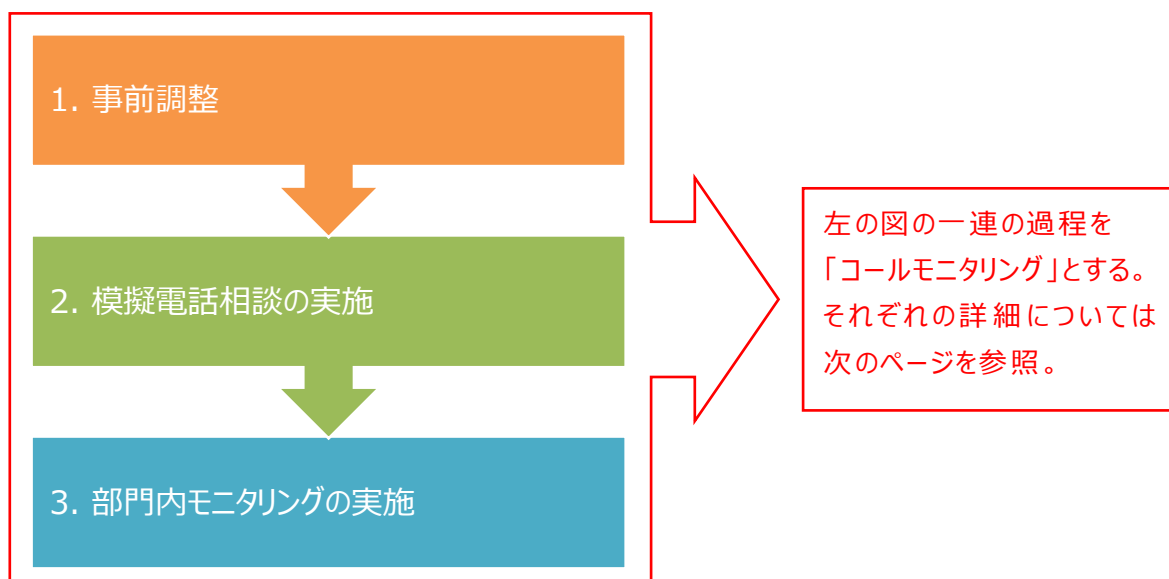 1. 事前調整
2. 模擬電話相談の実施
3. 部門内モニタリングの実施
左の図の一連の過程を
「コールモニタリング」とする。
それぞれの詳細については
次のページを参照。